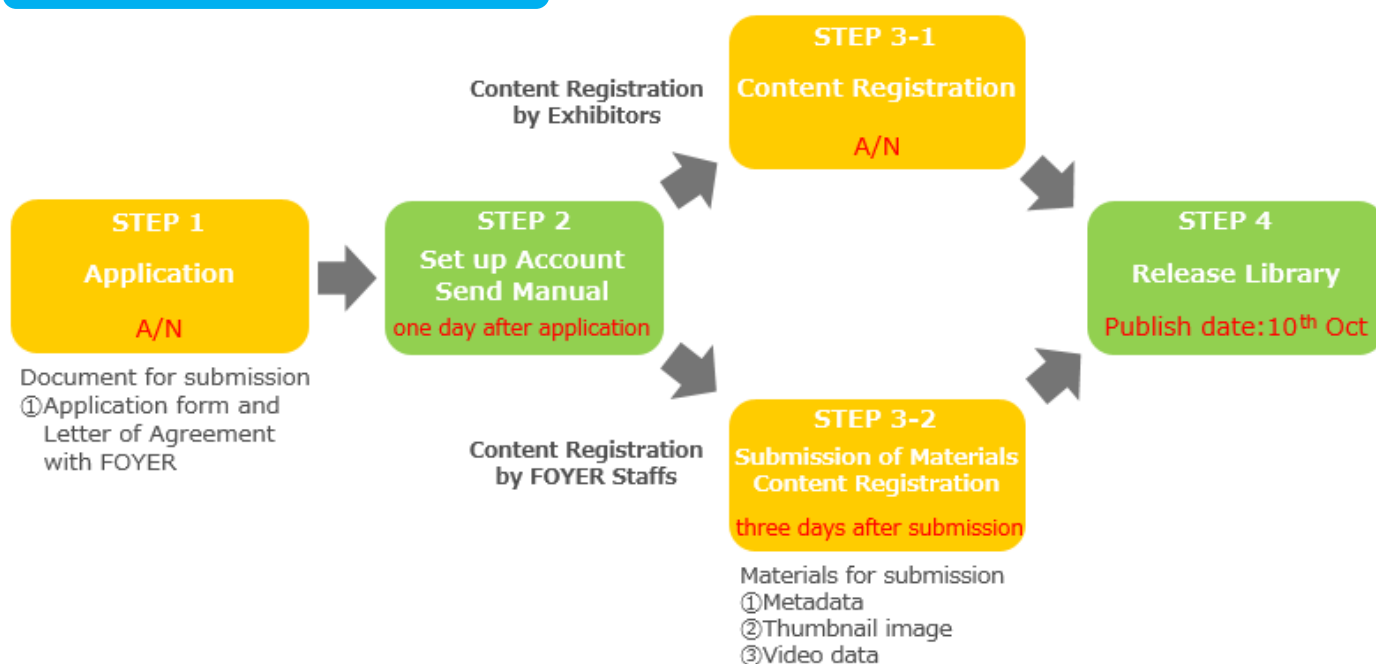 STEP 1
Application
A/N
Document for submission
①Application form and
Letter of Agreement
with FOYER
STEP 2
Set up Account
Send Manual
one day after application
Content Registration
by Exhibitors
STEP 3-1
Content Registration
A/N
Content Registration
by FOYER Staffs
STEP 3-2
Submission of Materials
Content Registration
three days after submission
Materials for submission
①Metadata
②Thumbnail image
③Video data
STEP 4
Release Library
Publish date:10th Oct